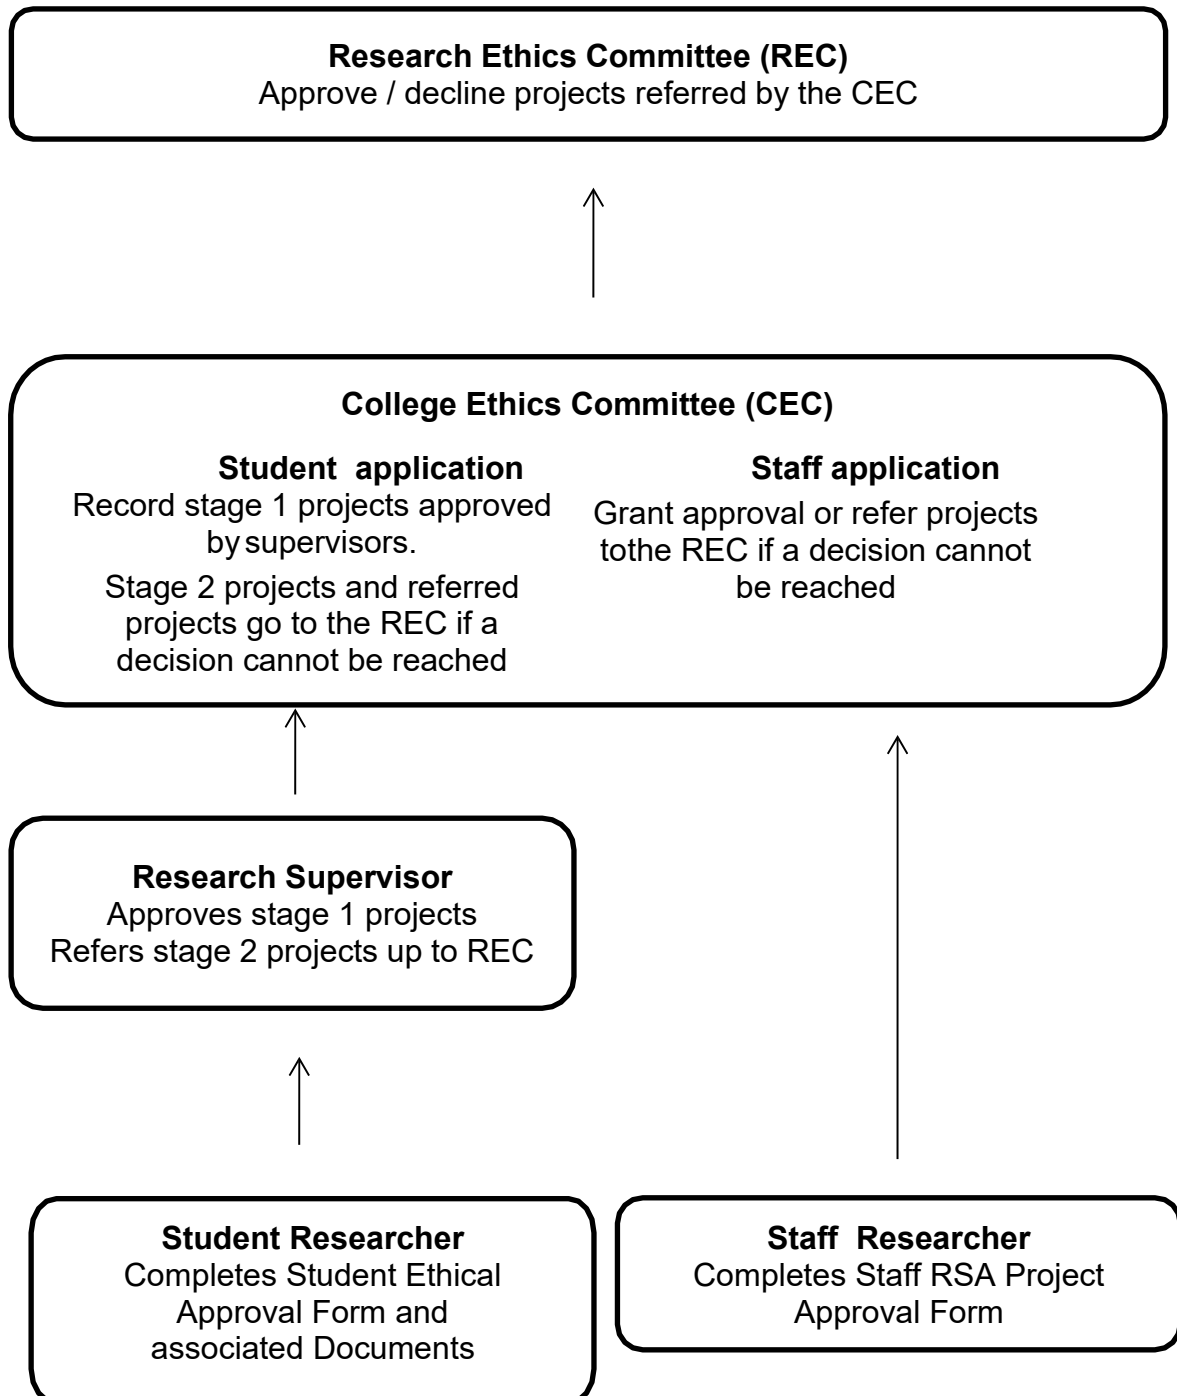 Research Ethics Committee (REC)
Approve / decline projects referred by the CEC
College Ethics Committee (CEC)
Student application
Record stage 1 projects approved
by supervisors.
Stage 2 projects and referred
projects go to the REC if a
decision cannot be reached
Staff application
Grant approval or refer projects
tothe REC if a decision cannot
be reached
Research Supervisor
Approves stage 1 projects
Refers stage 2 projects up to REC
Student Researcher
Completes Student Ethical
Approval Form and
associated Documents
Staff Researcher
Completes Staff RSA Project
Approval Form